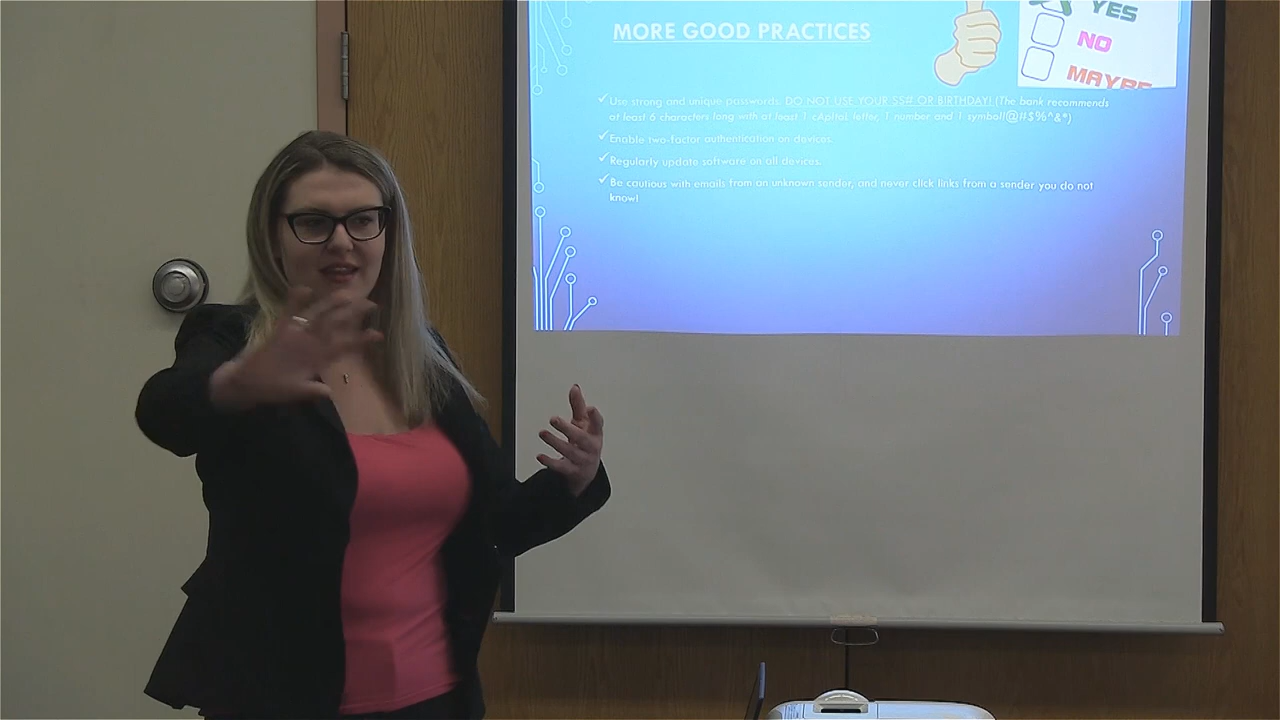 MORE GOOD PRACTICES
YES
NO
MAYBE
Use strong and unique passwords. DO NOT USE YOUR SS# OR BIRTHDAY! (The bank recommends
at least 6 characters long with at least 1 cApital letter, 1 number and 1 symbol!@#$%^&*)
Enable two-factor authentication on devices.
Regularly update software on all devices.
Be cautious with emails from an unknown sender, and never click links from a sender you do not
know!